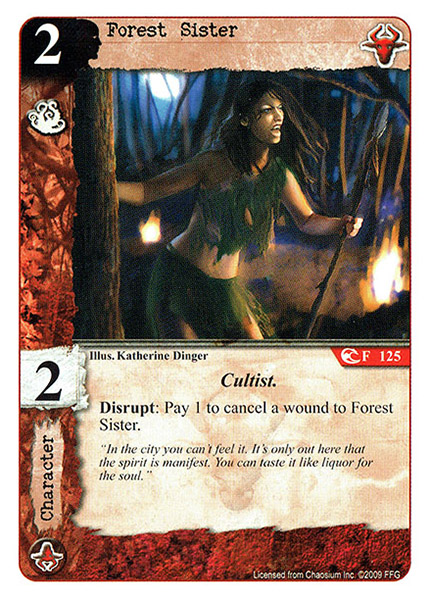 2
Forest Sister
Illus. Katherine Dinger
F 125
2
Cultist.
Disrupt: Pay 1 to cancel a wound to Forest
Sister.
“In the city you can’t feel it. It’s only out here that
the spirit is manifest. You can taste it like liquor for
the soul.”
Character
Licensed from Chaosium Inc. ©2009 FFG